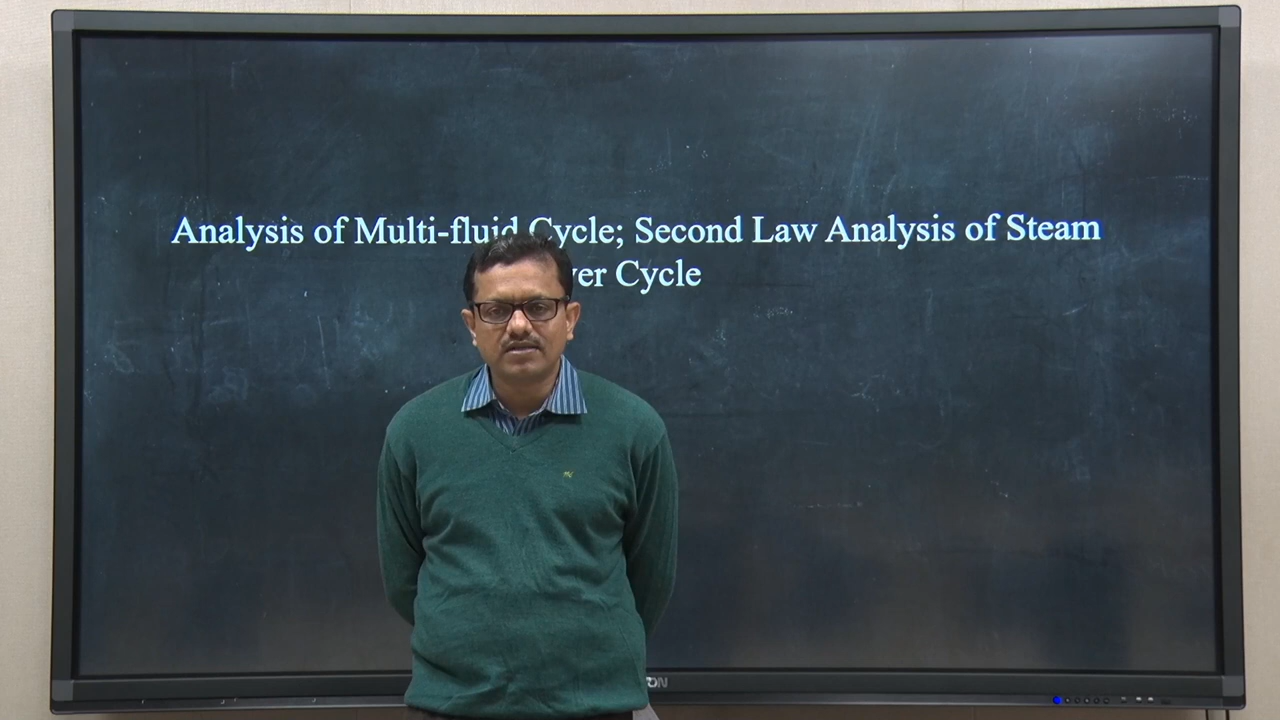 Analysis of Multi-fluid Cycle; Second Law Analysis of Steam
Cycle